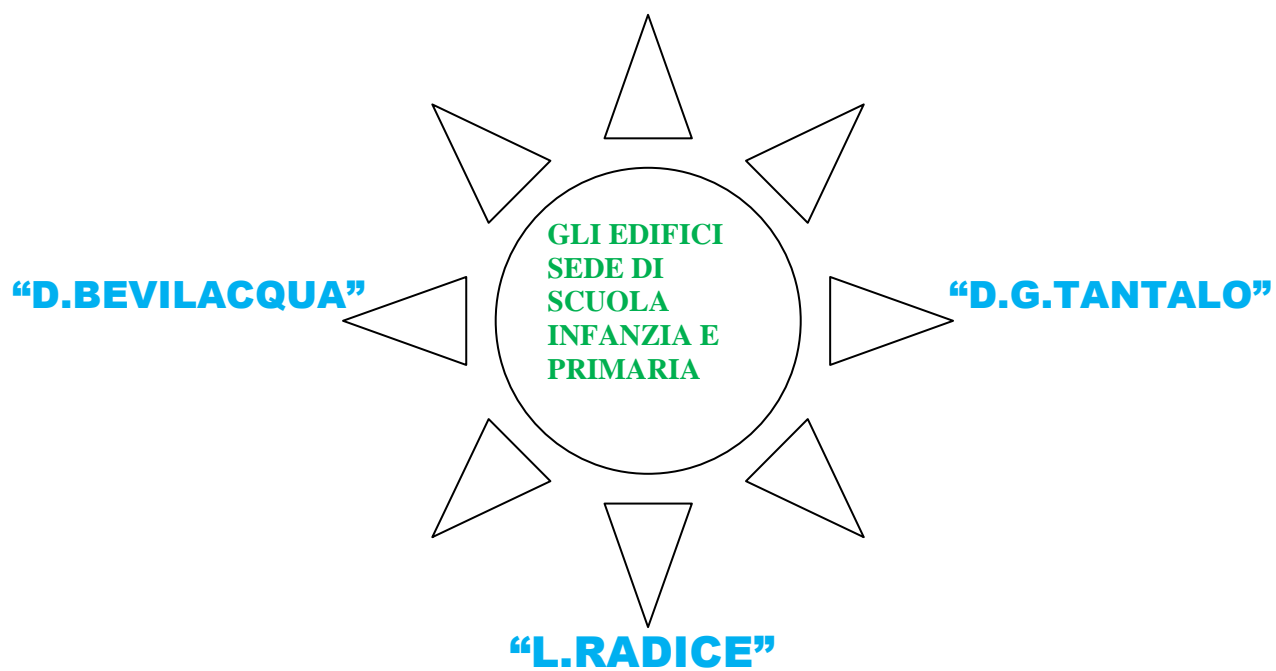 GLI EDIFICI
SEDE DI
SCUOLA
INFANZIA E
PRIMARIA
“D.BEVILACQUA”
“D.G.TANTALO”
“L.RADICE”